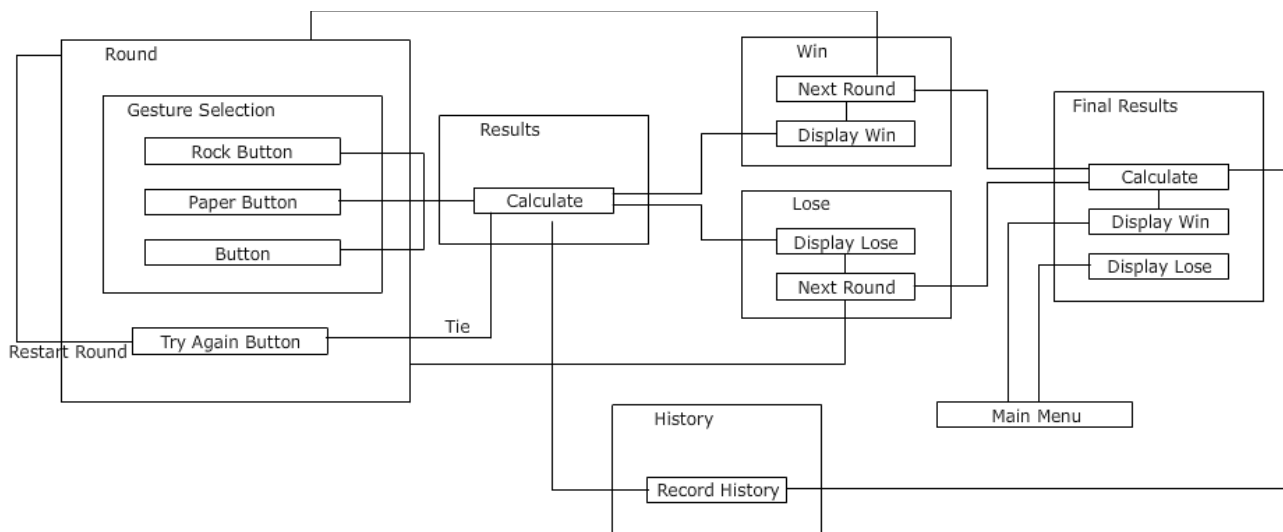 Round
Gesture Selection
Rock Button
Paper Button
Button
Try Again Button
Restart Round
Tie
Results
Calculate
Win
Next Round
Display Win
Lose
Display Lose
Next Round
Final Results
Calculate
Display Win
Display Lose
Main Menu
History
Record History